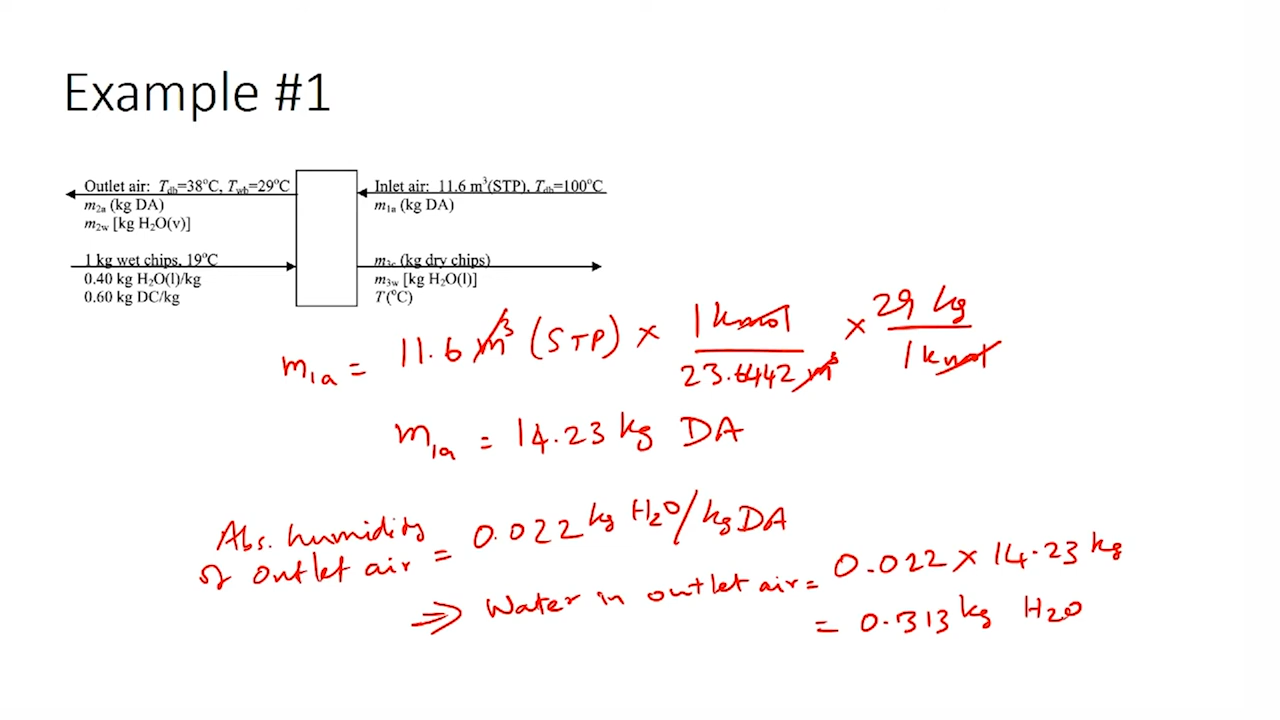 Example #1
Outlet air: Tdb=38°C, Twb=29°C
m2a (kg DA)
m2w [kg H2O(v)]
Inlet air: 11.6 m³(STP), Tdb=100°C
m1a (kg DA)
1 kg wet chips, 19°C
0.40 kg H2O(l)/kg
0.60 kg DC/kg
m3c (kg dry chips)
m3w [kg H2O(l)]
T(°C)
m1a = 11.6 m³ (STP) × 1 kmol / 23.6442 m³ × 29 kg / 1 kmol
m1a = 14.23 kg DA
Abs. humidity
of outlet air = 0.022 kg H2O/kg DA
⇒ Water in outlet air = 0.022 × 14.23 kg
= 0.313 kg H2O